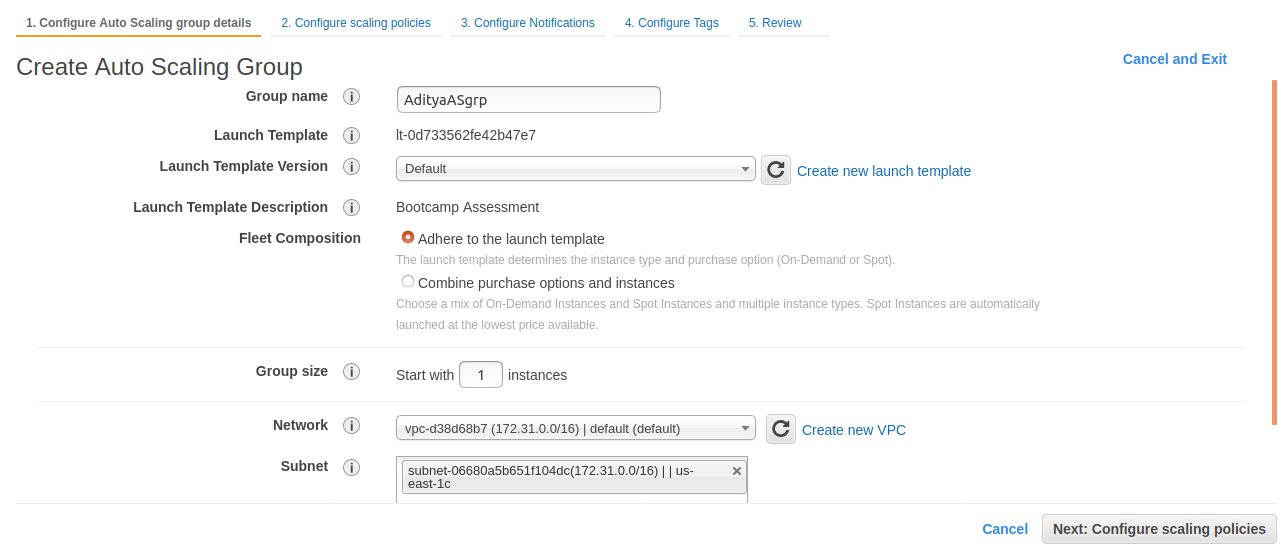 1. Configure Auto Scaling group details 2. Configure scaling policies 3. Configure Notifications 4. Configure Tags 5. Review
Create Auto Scaling Group Cancel and Exit
Group name i AdityaASgrp
Launch Template i lt-0d733562fe42b47e7
Launch Template Version i Default Create new launch template
Launch Template Description i Bootcamp Assessment
Fleet Composition Adhere to the launch template
The launch template determines the instance type and purchase option (On-Demand or Spot).
Combine purchase options and instances
Choose a mix of On-Demand Instances and Spot Instances and multiple instance types. Spot Instances are automatically
launched at the lowest price available.
Group size i Start with 1 instances
Network i vpc-d38d68b7 (172.31.0.0/16) | default (default) Create new VPC
Subnet i subnet-06680a5b651f104dc(172.31.0.0/16) | | us-
east-1c
Cancel Next: Configure scaling policies